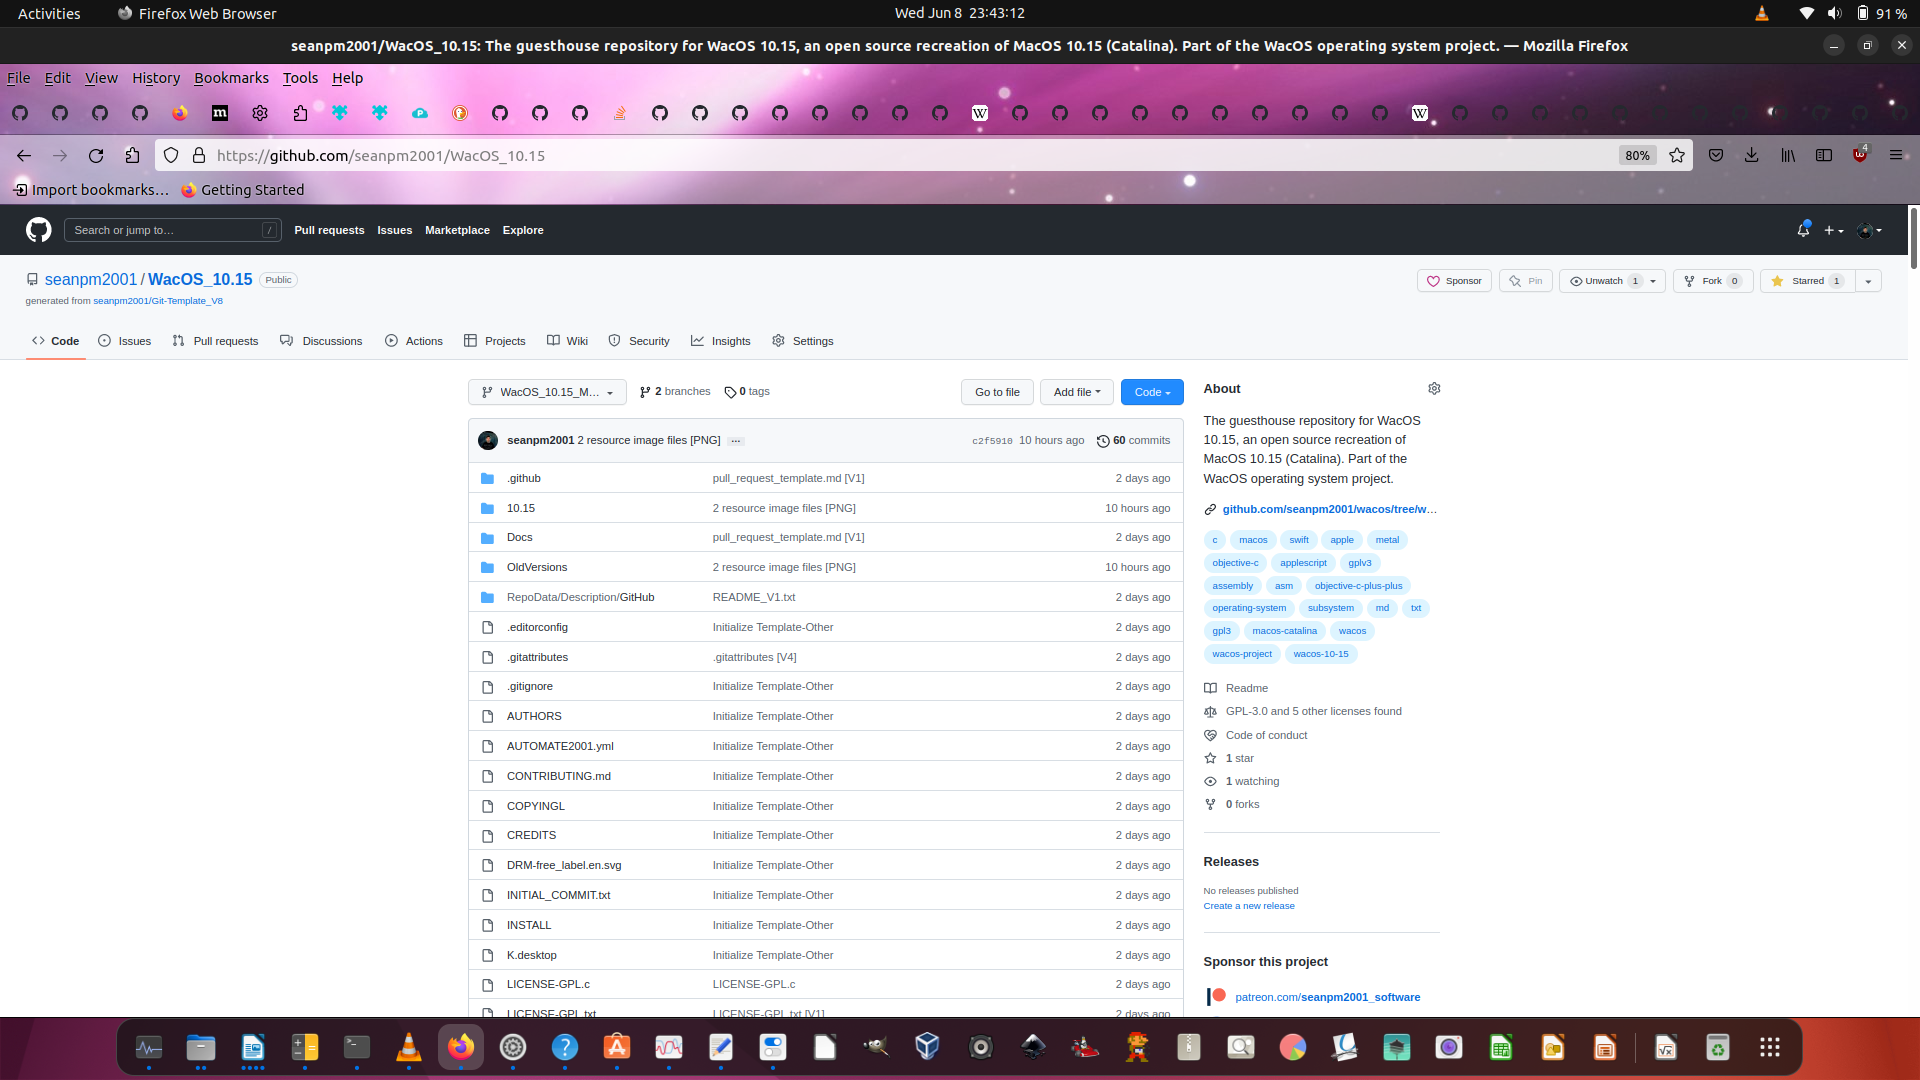 Activities Firefox Web Browser Wed Jun 8 23:43:12 91 %
seanpm2001/WacOS_10.15: The guesthouse repository for WacOS 10.15, an open source recreation of MacOS 10.15 (Catalina). Part of the WacOS operating system project. — Mozilla Firefox
File Edit View History Bookmarks Tools Help
https://github.com/seanpm2001/WacOS_10.15 80% 4
Import bookmarks… Getting Started
Search or jump to… / Pull requests Issues Marketplace Explore
seanpm2001 / WacOS_10.15 Public Sponsor Pin Unwatch 1 Fork 0 Starred 1
generated from seanpm2001/Git-Template_V8
Code Issues Pull requests Discussions Actions Projects Wiki Security Insights Settings
WacOS_10.15_M… 2 branches 0 tags Go to file Add file Code
seanpm2001 2 resource image files [PNG] … c2f5910 10 hours ago 60 commits
.github pull_request_template.md [V1] 2 days ago
10.15 2 resource image files [PNG] 10 hours ago
Docs pull_request_template.md [V1] 2 days ago
OldVersions 2 resource image files [PNG] 10 hours ago
RepoData/Description/GitHub README_V1.txt 2 days ago
.editorconfig Initialize Template-Other 2 days ago
.gitattributes .gitattributes [V4] 2 days ago
.gitignore Initialize Template-Other 2 days ago
AUTHORS Initialize Template-Other 2 days ago
AUTOMATE2001.yml Initialize Template-Other 2 days ago
CONTRIBUTING.md Initialize Template-Other 2 days ago
COPYINGL Initialize Template-Other 2 days ago
CREDITS Initialize Template-Other 2 days ago
DRM-free_label.en.svg Initialize Template-Other 2 days ago
INITIAL_COMMIT.txt Initialize Template-Other 2 days ago
INSTALL Initialize Template-Other 2 days ago
K.desktop Initialize Template-Other 2 days ago
LICENSE-GPL.c LICENSE-GPL.c 2 days ago
LICENSE-GPL.txt LICENSE-GPL.txt [V1] 2 days ago
About
The guesthouse repository for WacOS
10.15, an open source recreation of
MacOS 10.15 (Catalina). Part of the
WacOS operating system project.
github.com/seanpm2001/wacos/tree/w…
c macos swift apple metal
objective-c applescript gplv3
assembly asm objective-c-plus-plus
operating-system subsystem md txt
gpl3 macos-catalina wacos
wacos-project wacos-10-15
Readme
GPL-3.0 and 5 other licenses found
Code of conduct
1 star
1 watching
0 forks
Releases
No releases published
Create a new release
Sponsor this project
patreon.com/seanpm2001_software